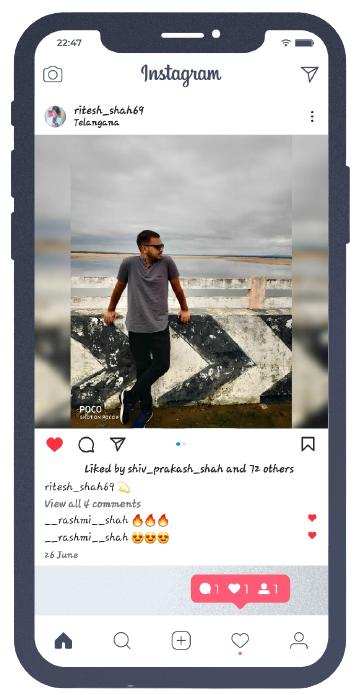 22:47
Instagram
ritesh_shah69
Telangana
POCO
SHOT ON POCO
Liked by shiv_prakash_shah and 72 others
ritesh_shah69 💫
View all 4 comments
__rashmi__shah 🔥🔥🔥
__rashmi__shah 😍😍😍
26 June
1 1 1